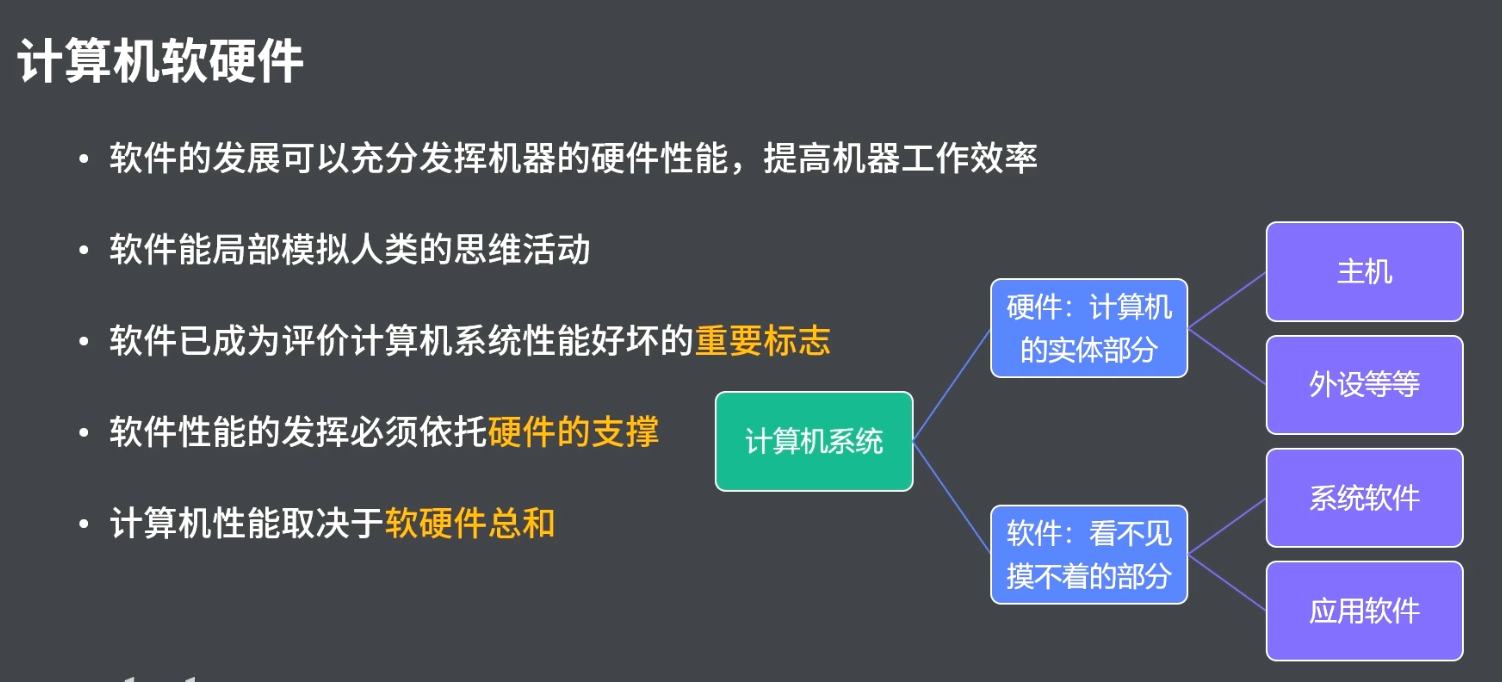 计算机软硬件
• 软件的发展可以充分发挥机器的硬件性能，提高机器工作效率
• 软件能局部模拟人类的思维活动
• 软件已成为评价计算机系统性能好坏的重要标志
• 软件性能的发挥必须依托硬件的支撑
• 计算机性能取决于软硬件总和
计算机系统
硬件：计算机
的实体部分
主机
外设等等
软件：看不见
摸不着的部分
系统软件
应用软件